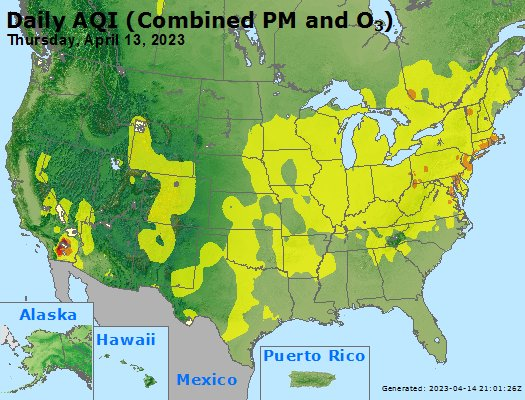 Daily AQI (Combined PM and O3)
Thursday, April 13, 2023
Alaska
Hawaii
Puerto Rico
Mexico
Generated: 2023-04-14 21:01:26Z